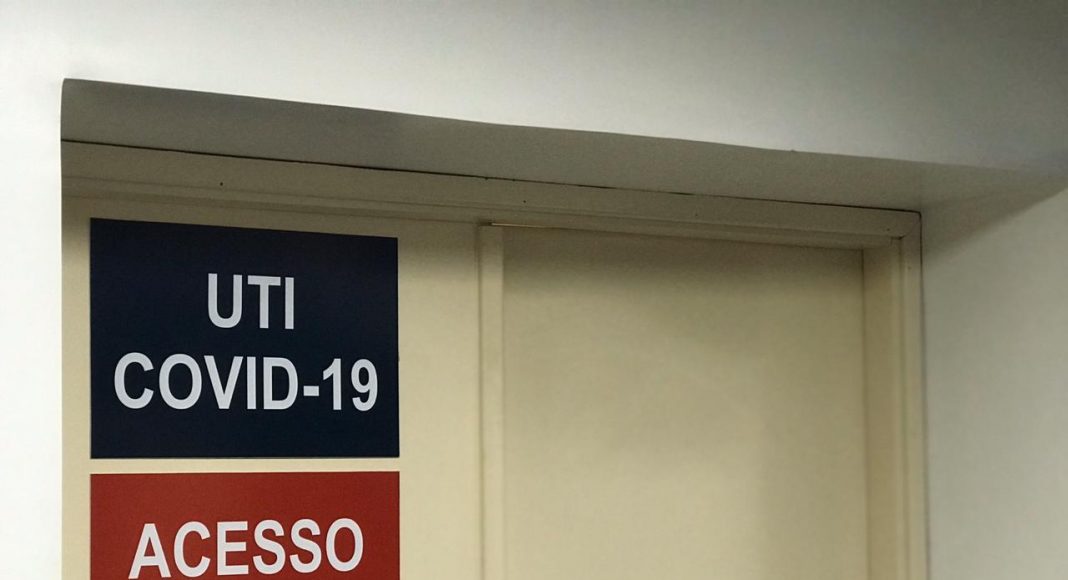 UTI
COVID-19
ACESSO